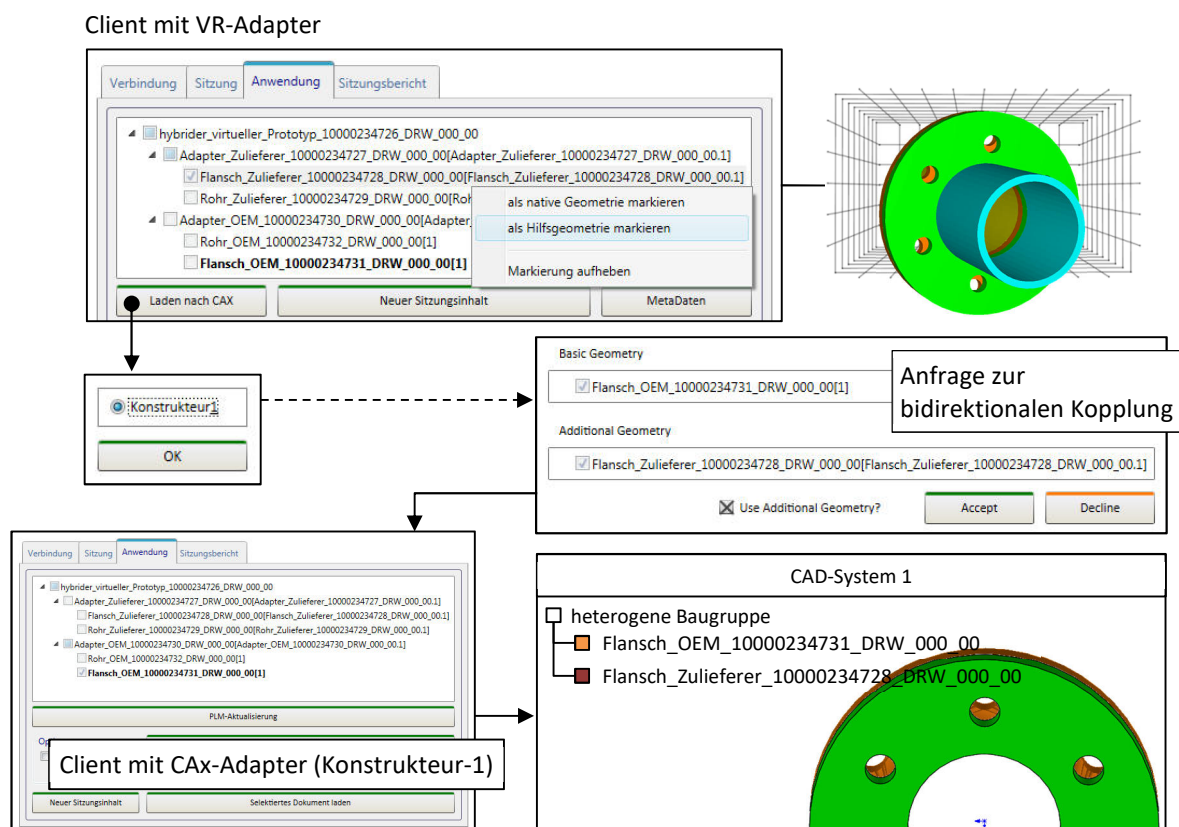 Client mit VR-Adapter
Verbindung Sitzung Anwendung Sitzungsbericht
hybrider_virtueller_Prototyp_10000234726_DRW_000_00
Adapter_Zulieferer_10000234727_DRW_000_00[Adapter_Zulieferer_10000234727_DRW_000_00.1]
Flansch_Zulieferer_10000234728_DRW_000_00[Flansch_Zulieferer_10000234728_DRW_000_00.1]
Rohr_Zulieferer_10000234729_DRW_000_00[Roh
als native Geometrie markieren
Adapter_OEM_10000234730_DRW_000_00[Adapter_
als Hilfsgeometrie markieren
Rohr_OEM_10000234732_DRW_000_00[1]
Flansch_OEM_10000234731_DRW_000_00[1]
Markierung aufheben
Laden nach CAX Neuer Sitzungsinhalt MetaDaten
Basic Geometry
Flansch_OEM_10000234731_DRW_000_00[1]
Anfrage zur
bidirektionalen Kopplung
Konstrukteur1
OK
Additional Geometry
Flansch_Zulieferer_10000234728_DRW_000_00[Flansch_Zulieferer_10000234728_DRW_000_00.1]
Use Additional Geometry? Accept Decline
Verbindung Sitzung Anwendung Sitzungsbericht
hybrider_virtueller_Prototyp_10000234726_DRW_000_00
Adapter_Zulieferer_10000234727_DRW_000_00[Adapter_Zulieferer_10000234727_DRW_000_00.1]
Flansch_Zulieferer_10000234728_DRW_000_00[Flansch_Zulieferer_10000234728_DRW_000_00.1]
Rohr_Zulieferer_10000234729_DRW_000_00[Rohr_Zulieferer_10000234729_DRW_000_00.1]
Adapter_OEM_10000234730_DRW_000_00[Adapter_OEM_10000234730_DRW_000_00.1]
Rohr_OEM_10000234732_DRW_000_00[1]
Flansch_OEM_10000234731_DRW_000_00[1]
PLM-Aktualisierung
Op
Client mit CAx-Adapter (Konstrukteur-1)
Neuer Sitzungsinhalt Selektiertes Dokument laden
CAD-System 1
heterogene Baugruppe
Flansch_OEM_10000234731_DRW_000_00
Flansch_Zulieferer_10000234728_DRW_000_00